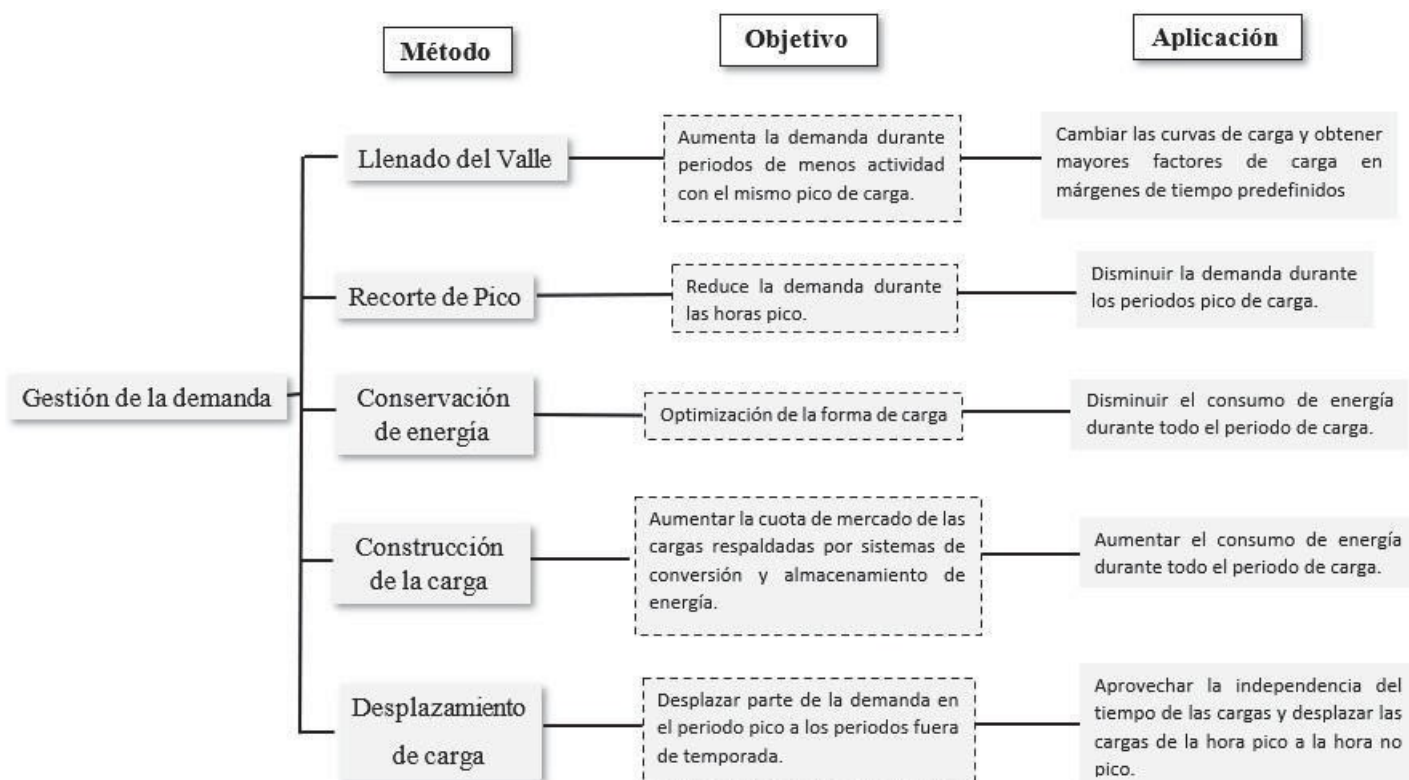 Método
Objetivo
Aplicación
Gestión de la demanda
Llenado del Valle
Aumenta la demanda durante
periodos de menos actividad
con el mismo pico de carga.
Cambiar las curvas de carga y obtener
mayores factores de carga en
márgenes de tiempo predefinidos
Recorte de Pico
Reduce la demanda durante
las horas pico.
Disminuir la demanda durante
los periodos pico de carga.
Conservación
de energía
Optimización de la forma de carga
Disminuir el consumo de energía
durante todo el periodo de carga.
Construcción
de la carga
Aumentar la cuota de mercado de las
cargas respaldadas por sistemas de
conversión y almacenamiento de
energía.
Aumentar el consumo de energía
durante todo el periodo de carga.
Desplazamiento
de carga
Desplazar parte de la demanda en
el periodo pico a los periodos fuera
de temporada.
Aprovechar la independencia del
tiempo de las cargas y desplazar las
cargas de la hora pico a la hora no
pico.